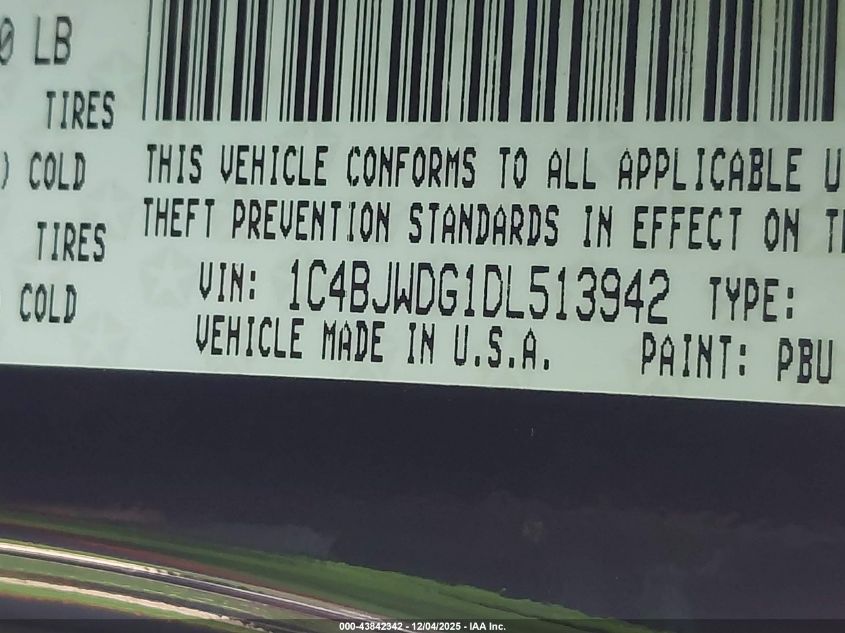 0 LB
TIRES
) COLD
TIRES
COLD
THIS VEHICLE CONFORMS TO ALL APPLICABLE U
THEFT PREVENTION STANDARDS IN EFFECT ON T
VIN: 1C4BJWDG1DL513942 TYPE:
VEHICLE MADE IN U.S.A. PAINT: PBU
000-43842342 - 12/04/2025 - IAA Inc.